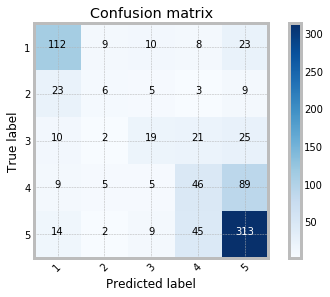 Confusion matrix
1 112 9 10 8 23
2 23 6 5 3 9
3 10 2 19 21 25
4 9 5 5 46 89
5 14 2 9 45 313
1 2 3 4 5
Predicted label
True label
300
250
200
150
100
50